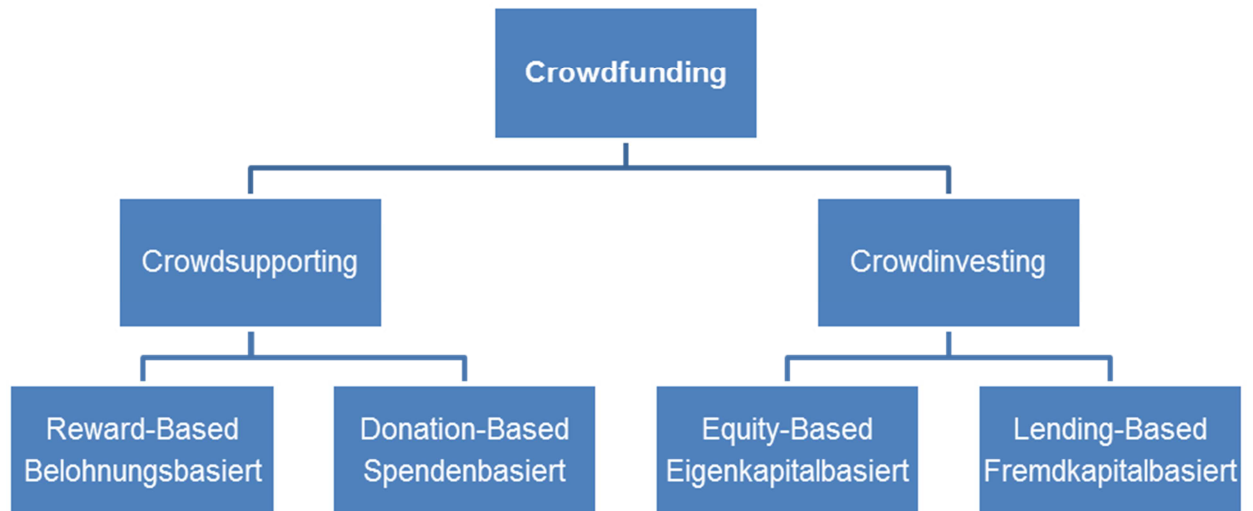 Crowdfunding
Crowdsupporting
Crowdinvesting
Reward-Based
Belohnungsbasiert
Donation-Based
Spendenbasiert
Equity-Based
Eigenkapitalbasiert
Lending-Based
Fremdkapitalbasiert